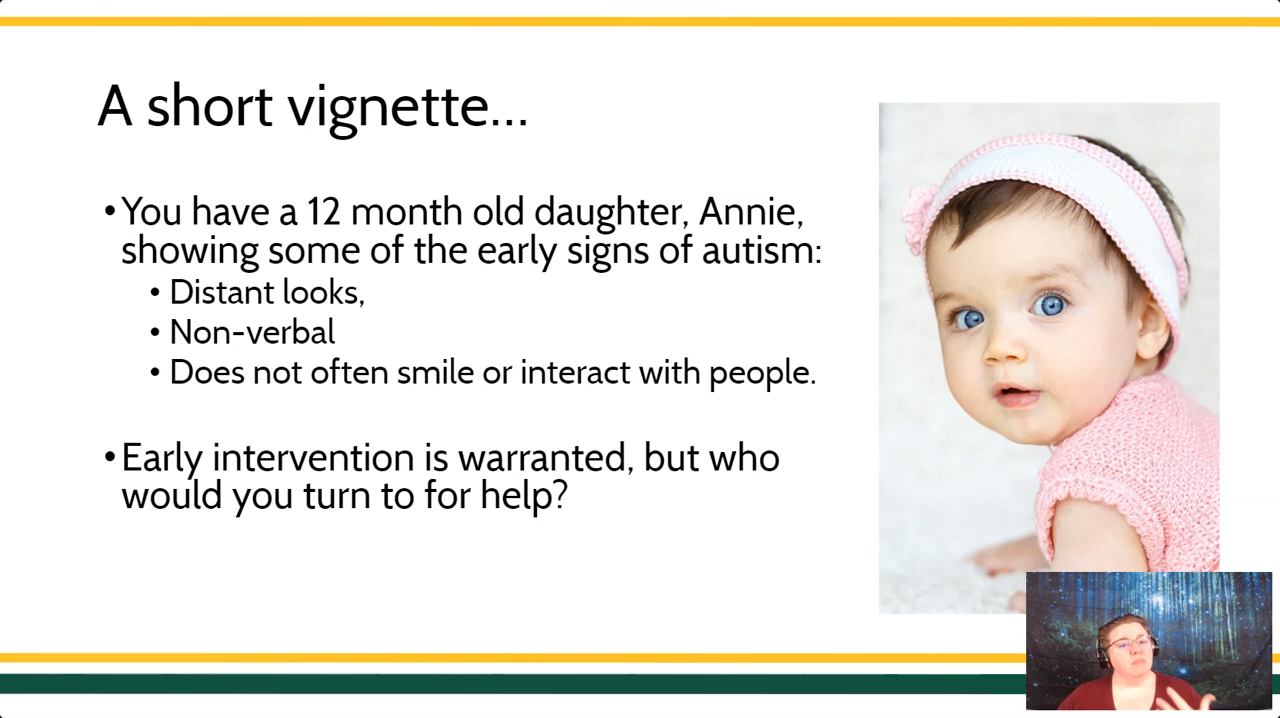 A short vignette...
•You have a 12 month old daughter, Annie,
showing some of the early signs of autism:
• Distant looks,
• Non-verbal
• Does not often smile or interact with people.
•Early intervention is warranted, but who
would you turn to for help?